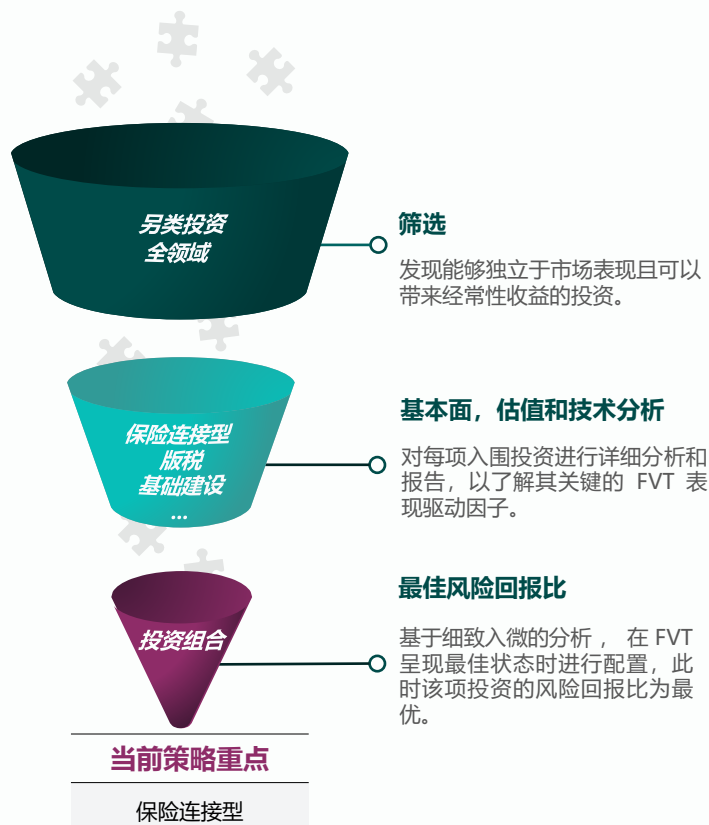 另类投资
全领域
筛选
发现能够独立于市场表现且可以
带来经常性收益的投资。
保险连接型
版税
基础建设
...
基本面，估值和技术分析
对每项入围投资进行详细分析和
报告，以了解其关键的 FVT 表
现驱动因子。
投资组合
最佳风险回报比
基于细致入微的分析 ， 在 FVT
呈现最佳状态时进行配置，此
时该项投资的风险回报比为最
优。
当前策略重点
保险连接型